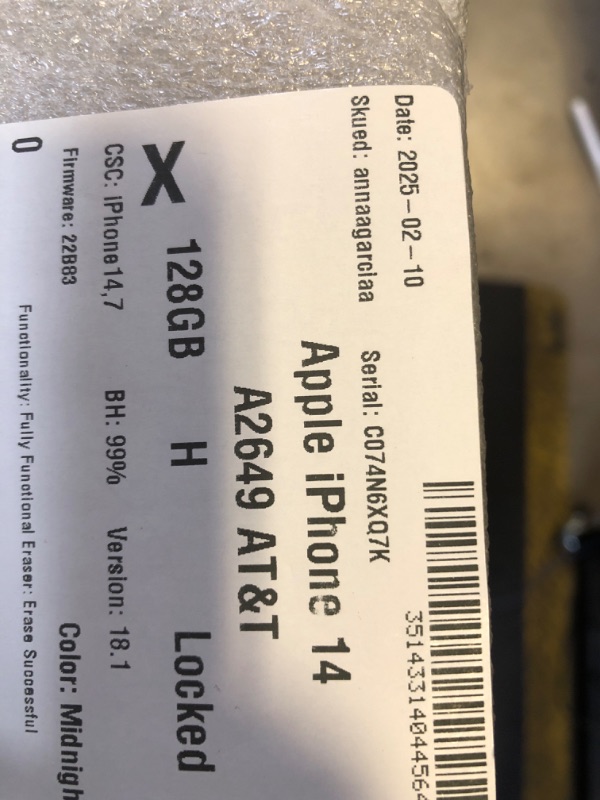 Date: 2025-02-10
Skued: annaagarciaa Serial: C074N6XQ7K
Apple iPhone 14
A2649 AT&T
X 128GB H Locked
CSC: iPhone14,7 BH: 99% Version: 18.1
Firmware: 22B83 Color: Midnigh
0
Functionality: Fully Functional Eraser: Erase Successful